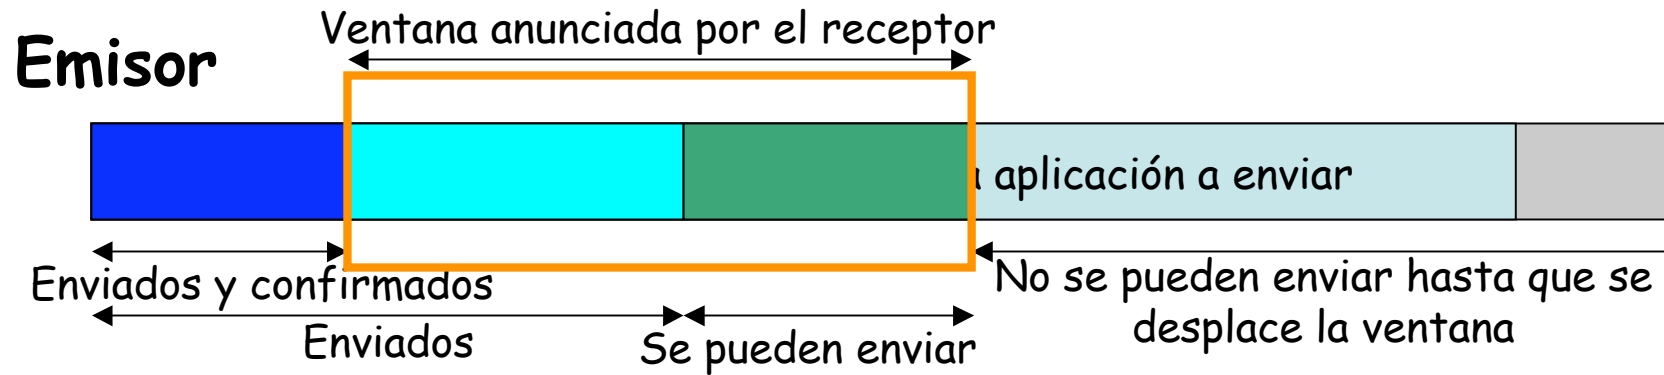 Ventana anunciada por el receptor
Emisor
aplicación a enviar
Enviados y confirmados
No se pueden enviar hasta que se
desplace la ventana
Enviados
Se pueden enviar